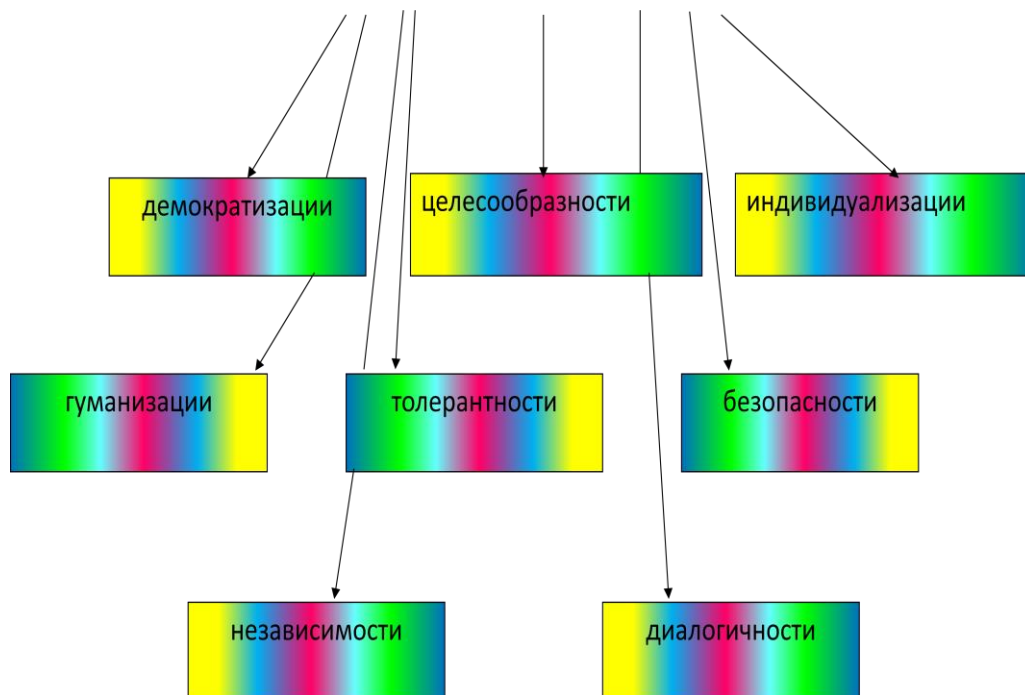 демократизации
целесообразности
индивидуализации
гуманизации
толерантности
безопасности
независимости
диалогичности